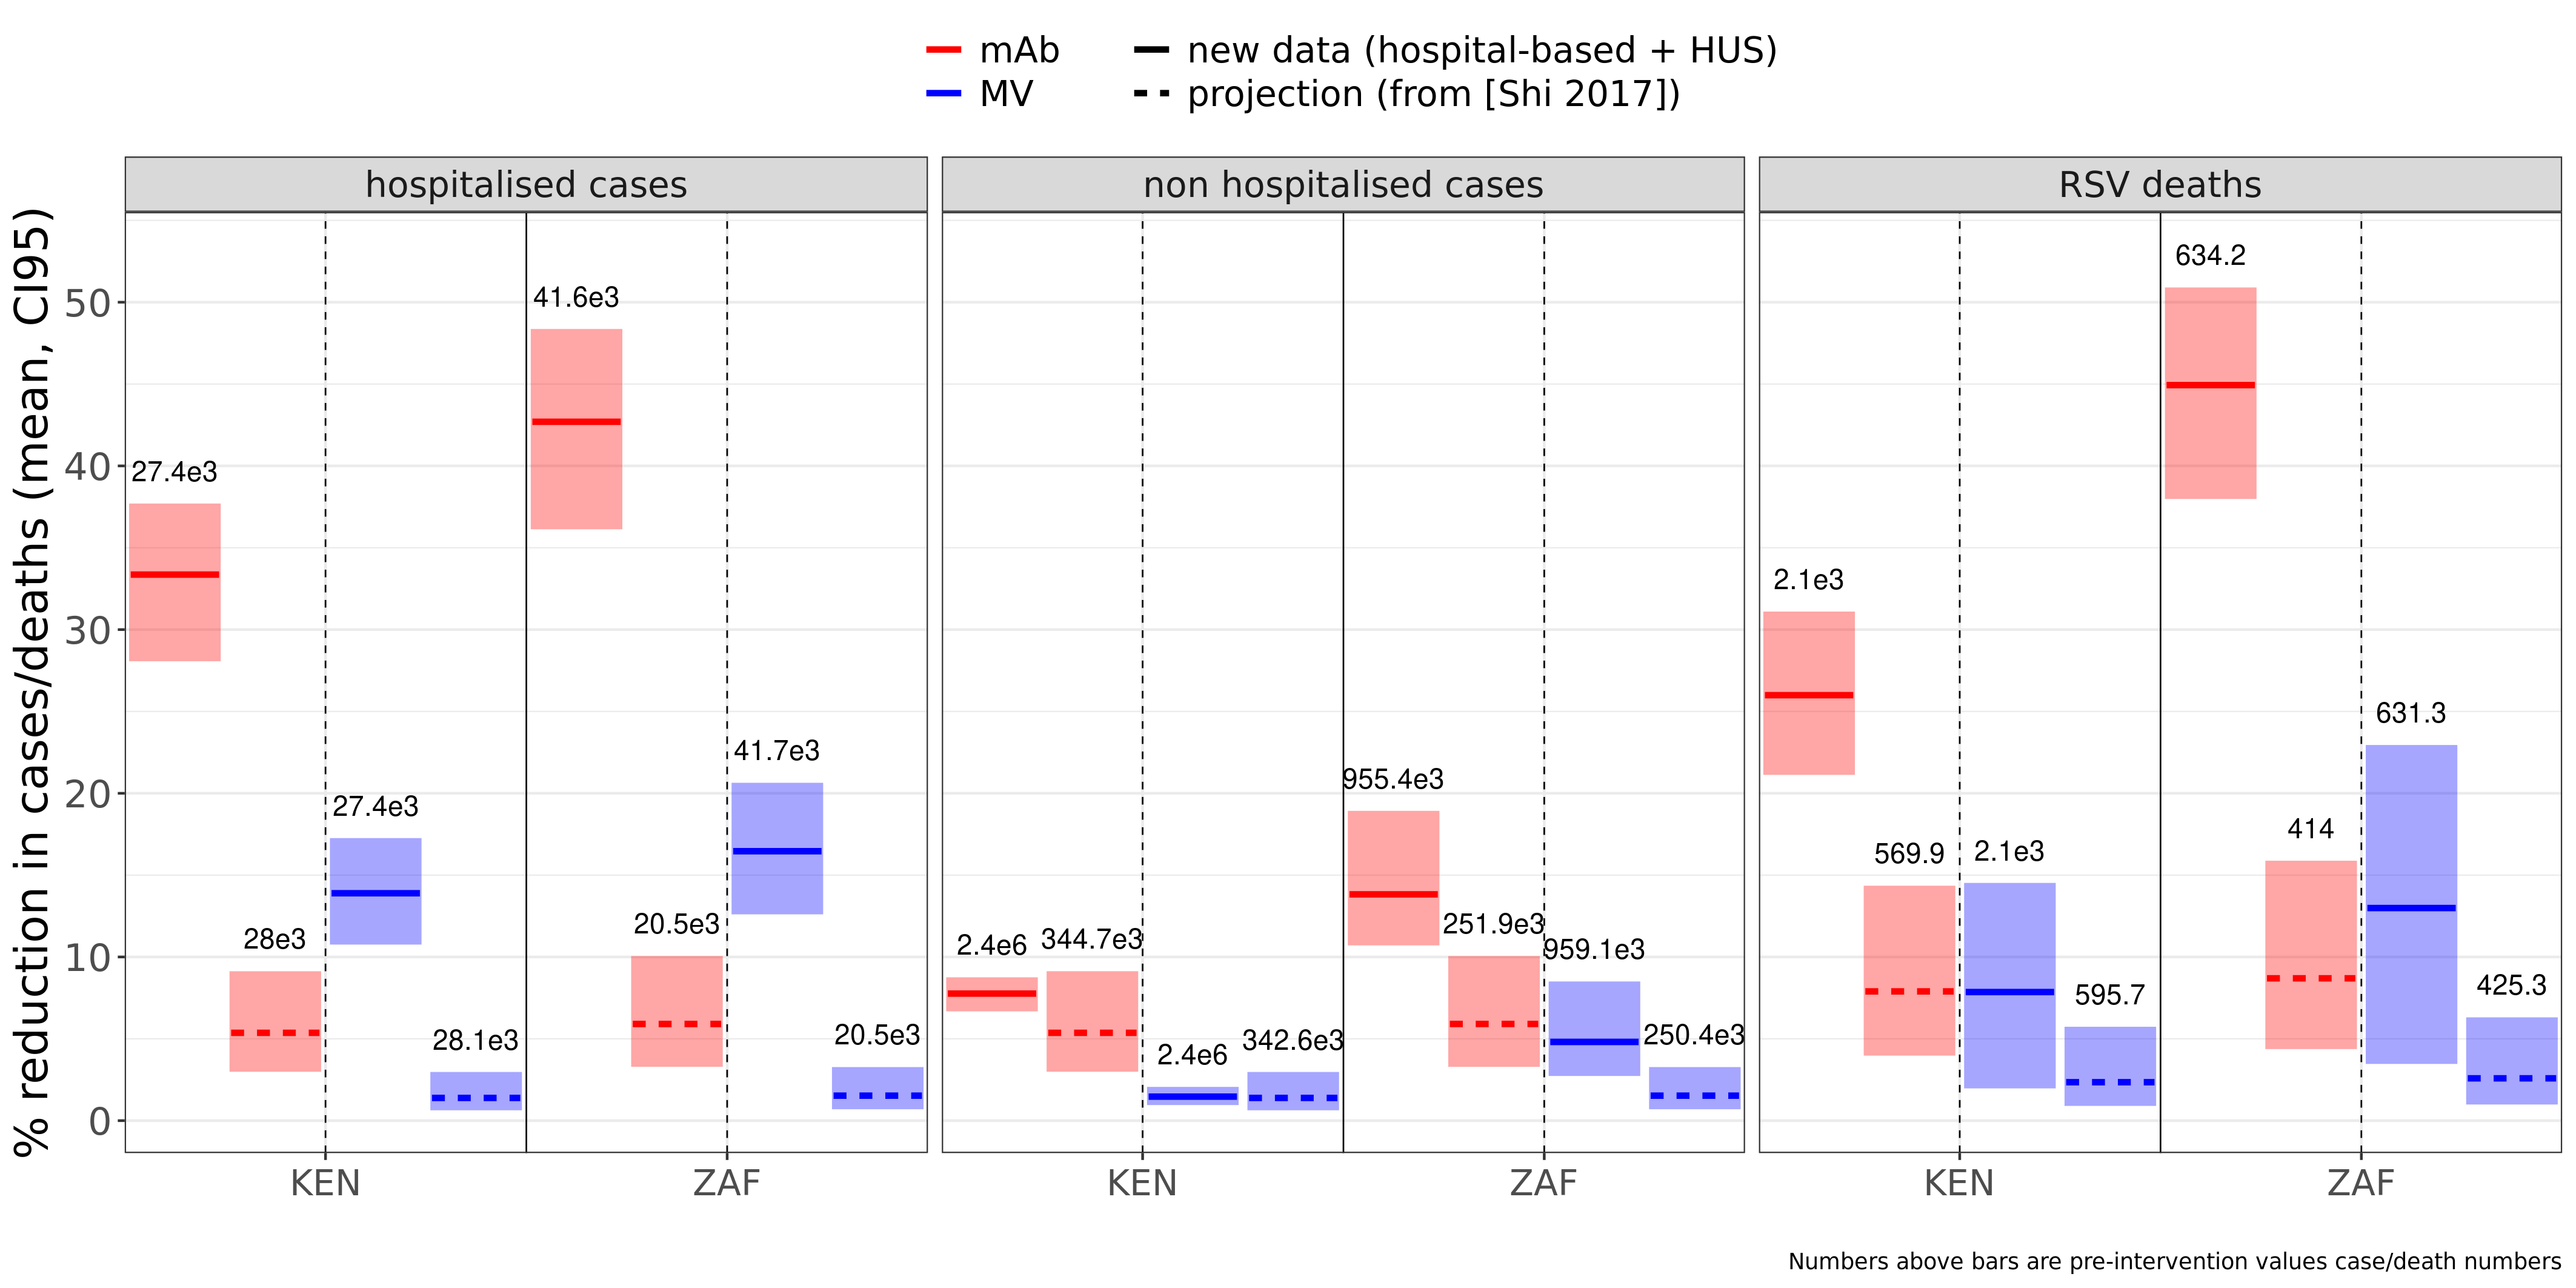 mAb
new data (hospital-based + HUS)
MV
projection (from [Shi 2017])
% reduction in cases/deaths (mean, CI95)
hospitalised cases
non hospitalised cases
RSV deaths
50
40
30
20
10
0
27.4e3
28e3
27.4e3
28.1e3
41.6e3
20.5e3
41.7e3
20.5e3
2.4e6
344.7e3
2.4e6
342.6e3
955.4e3
251.9e3
959.1e3
250.4e3
2.1e3
569.9
2.1e3
595.7
634.2
414
631.3
425.3
KEN
ZAF
KEN
ZAF
KEN
ZAF
Numbers above bars are pre-intervention values case/death numbers